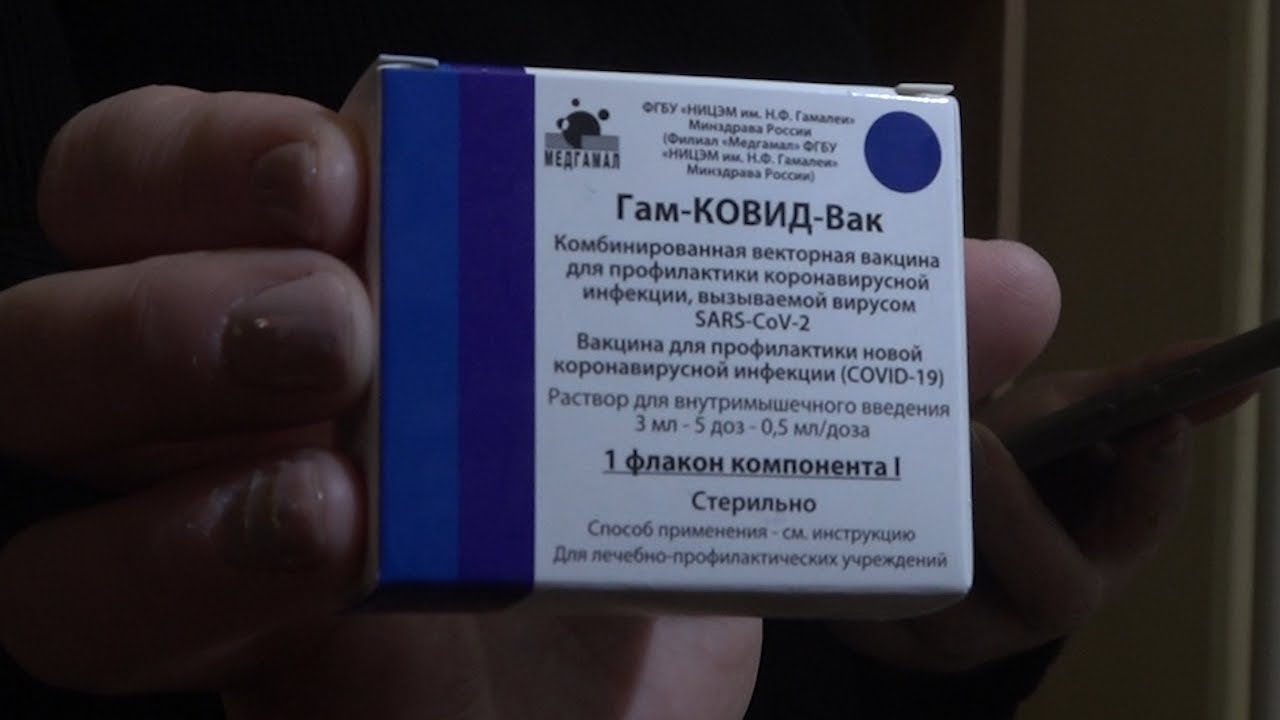 МЕДГАМАЛ
ФГБУ «НИЦЭМ им. Н.Ф. Гамалеи»
Минздрава России
(Филиал «Медгамал» ФГБУ
«НИЦЭМ им. Н.Ф. Гамалеи»
Минздрава России)
Гам-КОВИД-Вак
Комбинированная векторная вакцина
для профилактики коронавирусной
инфекции, вызываемой вирусом
SARS-CoV-2
Вакцина для профилактики новой
коронавирусной инфекции (COVID-19)
Раствор для внутримышечного введения
3 мл - 5 доз - 0,5 мл/доза
1 флакон компонента I
Стерильно
Способ применения - см. инструкцию
Для лечебно-профилактических учреждений